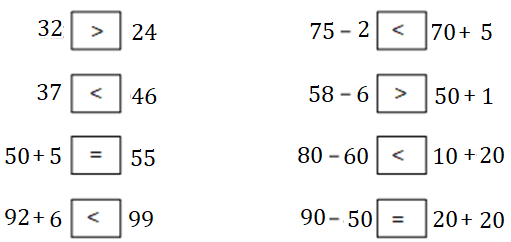 32 > 24
37 < 46
50+5 = 55
92+6 < 99
75-2 < 70+5
58-6 > 50+1
80-60 < 10+20
90-50 = 20+20